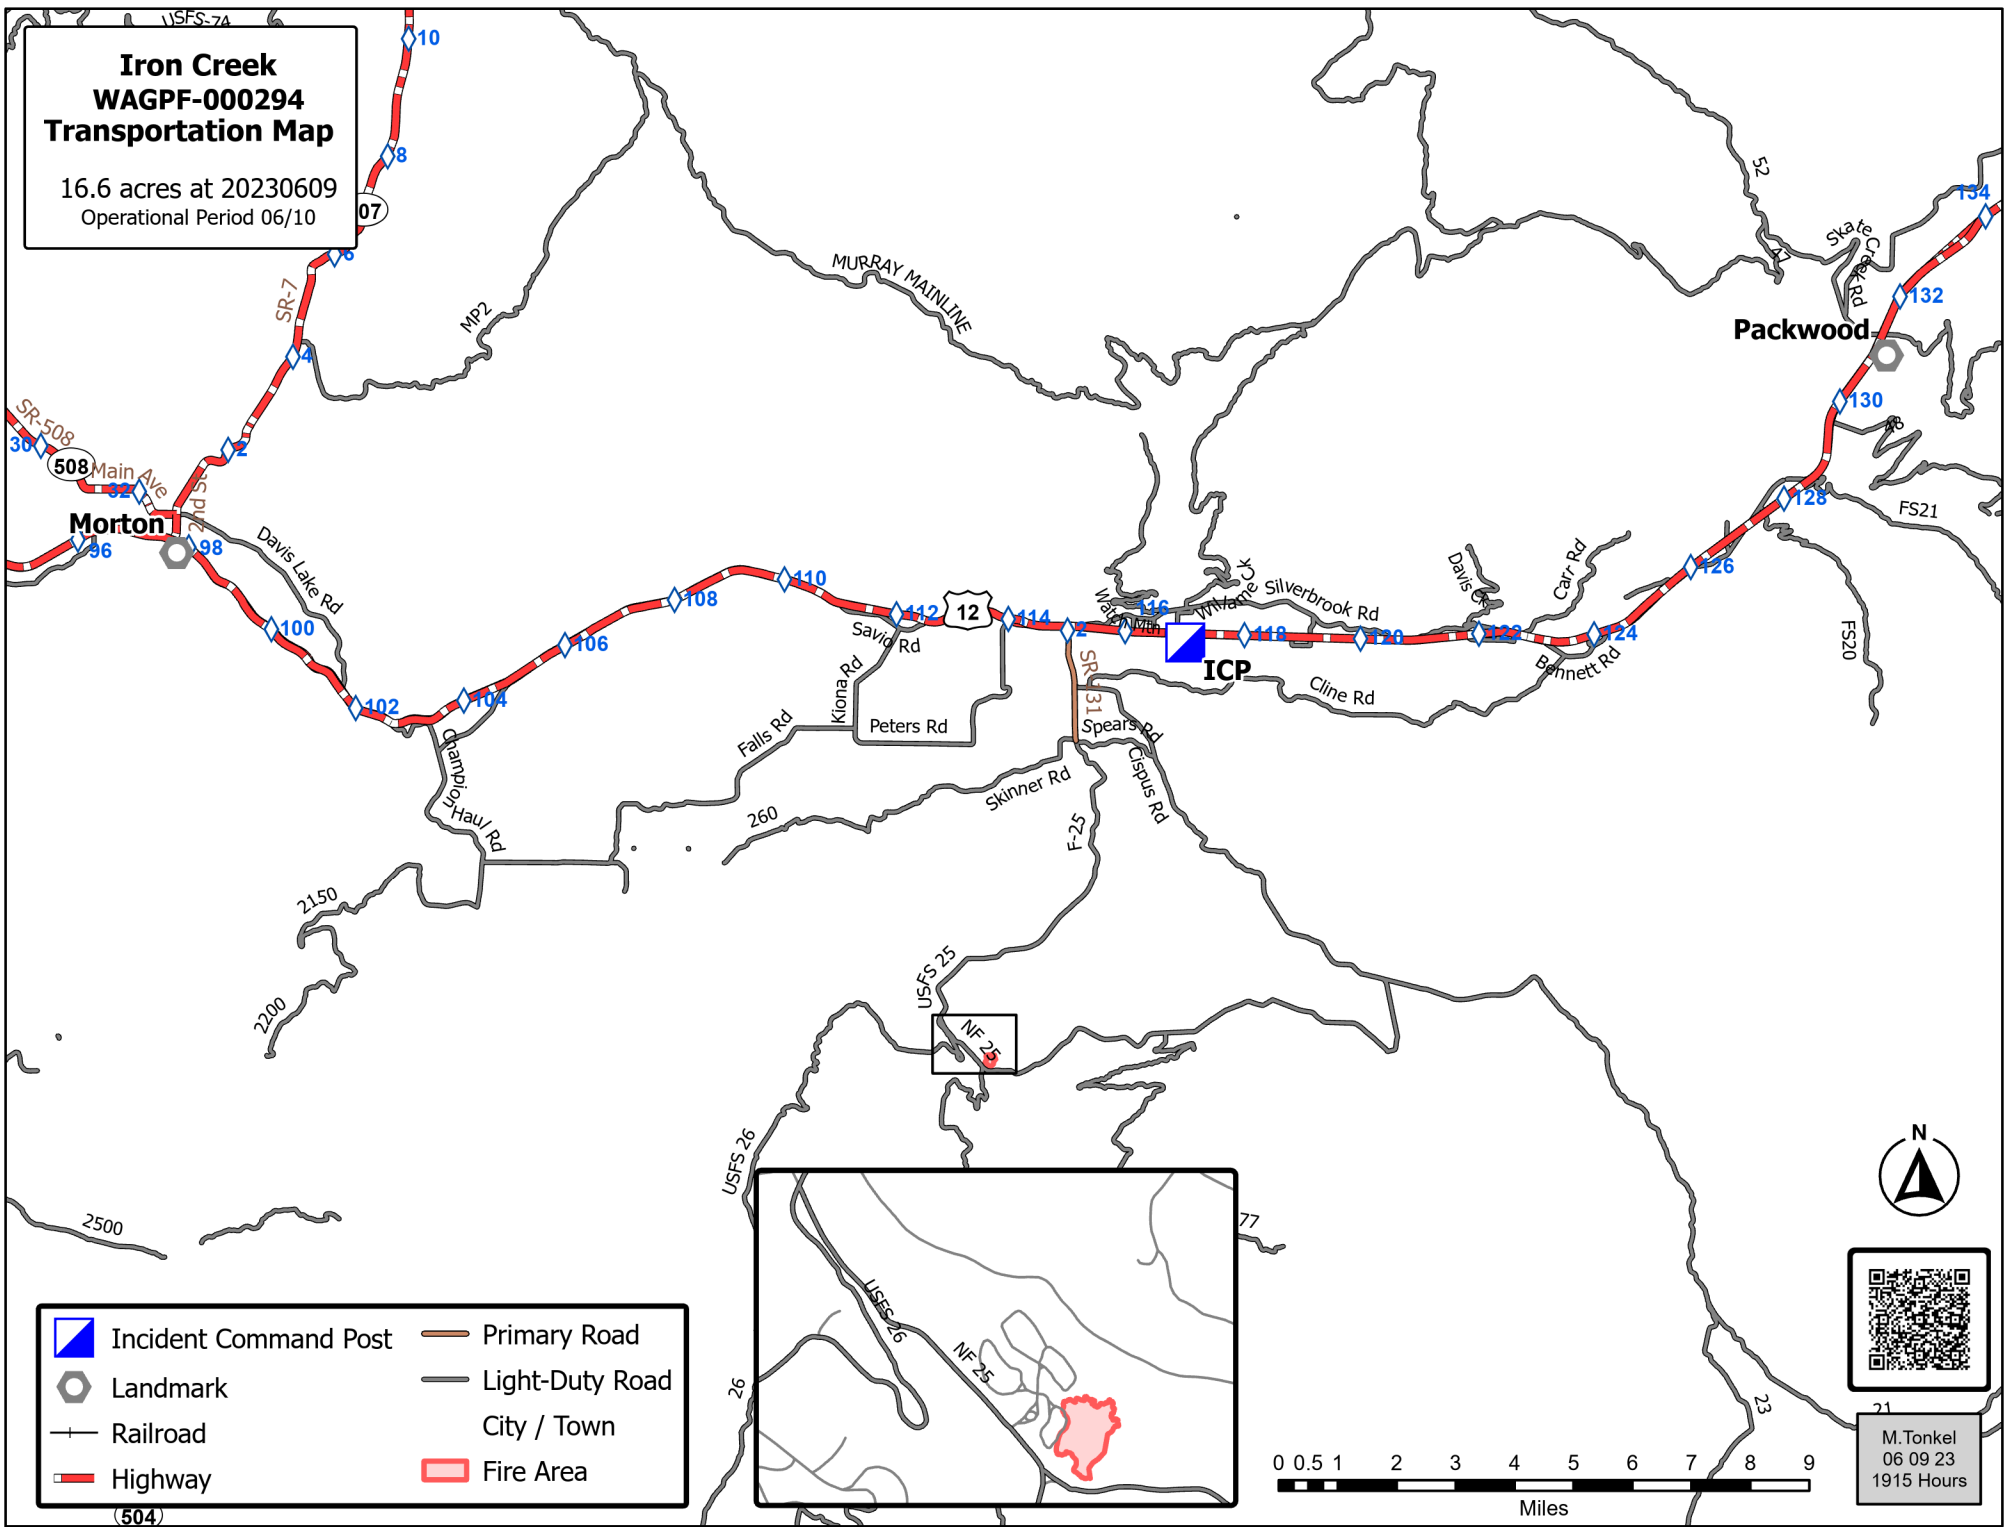 USFS-74
Iron Creek
WAGPF-000294
Transportation Map
16.6 acres at 20230609
Operational Period 06/10
10
8
07
6
SR-7
4
MP2
2
SR-508
30
508
Main Ave
32
2nd St
Morton
96
98
Davis Lake Rd
100
102
104
106
108
110
112
12
114
2
116
118
120
122
124
126
128
130
132
134
MURRAY MAINLINE
52
47
Skate Creek Rd
Packwood
48
FS21
FS20
Savio Rd
Kiona Rd
Peters Rd
Falls Rd
Champion Haul Rd
Watch Mtn
Willame Ck
Silverbrook Rd
Davis Ck
Carr Rd
Bennett Rd
ICP
Cline Rd
SR-131
Spears Rd
Cispus Rd
Skinner Rd
260
F-25
2150
2200
USFS 25
NF 25
USFS 26
2500
77
USFS 26
NF 25
26
23
21
504
Incident Command Post
Landmark
Railroad
Highway
Primary Road
Light-Duty Road
City / Town
Fire Area
N
0 0.5 1 2 3 4 5 6 7 8 9
Miles
M.Tonkel
06 09 23
1915 Hours